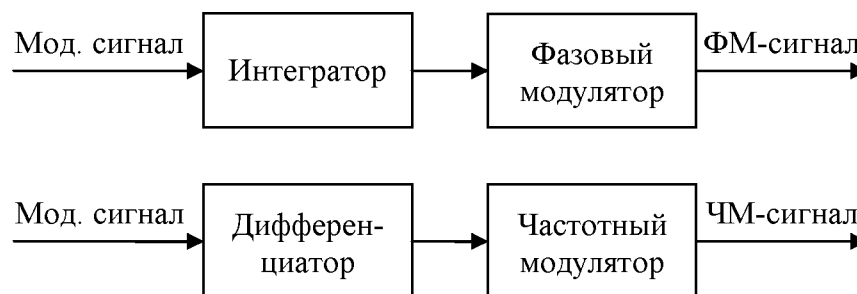 Мод. сигнал
Интегратор
Фазовый
модулятор
ФМ-сигнал
Мод. сигнал
Дифферен-
циатор
Частотный
модулятор
ЧМ-сигнал